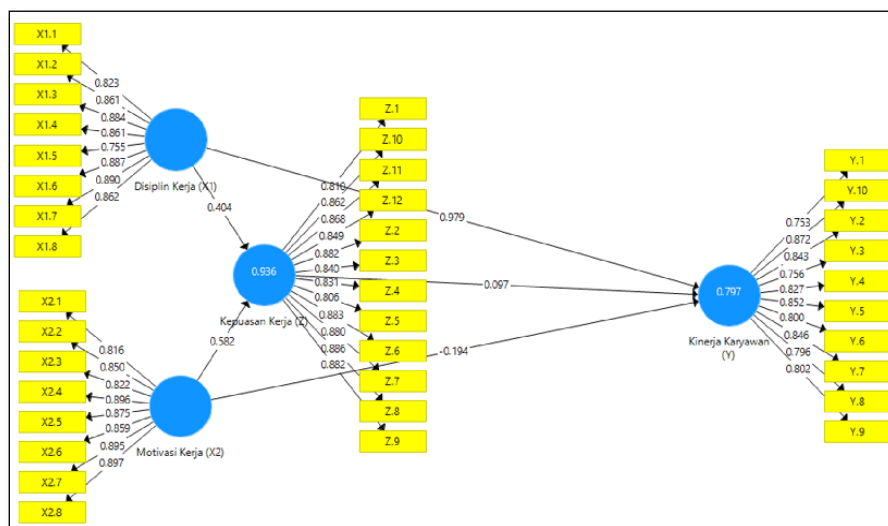 X1.1
X1.2
X1.3
X1.4
X1.5
X1.6
X1.7
X1.8
0.823
0.861
0.884
0.861
0.755
0.887
0.890
0.862
Disiplin Kerja (X1)
0.404
X2.1
X2.2
X2.3
X2.4
X2.5
X2.6
X2.7
X2.8
0.816
0.850
0.822
0.896
0.875
0.859
0.895
0.897
Motivasi Kerja (X2)
0.582
0.936
Kepuasan Kerja (Z)
0.810
0.862
0.868
0.849
0.882
0.840
0.831
0.806
0.883
0.880
0.886
0.882
Z.1
Z.10
Z.11
Z.12
Z.2
Z.3
Z.4
Z.5
Z.6
Z.7
Z.8
Z.9
0.979
0.097
-0.194
0.797
Kinerja Karyawan
(Y)
0.753
0.872
0.843
0.756
0.827
0.852
0.800
0.846
0.796
0.802
Y.1
Y.10
Y.2
Y.3
Y.4
Y.5
Y.6
Y.7
Y.8
Y.9